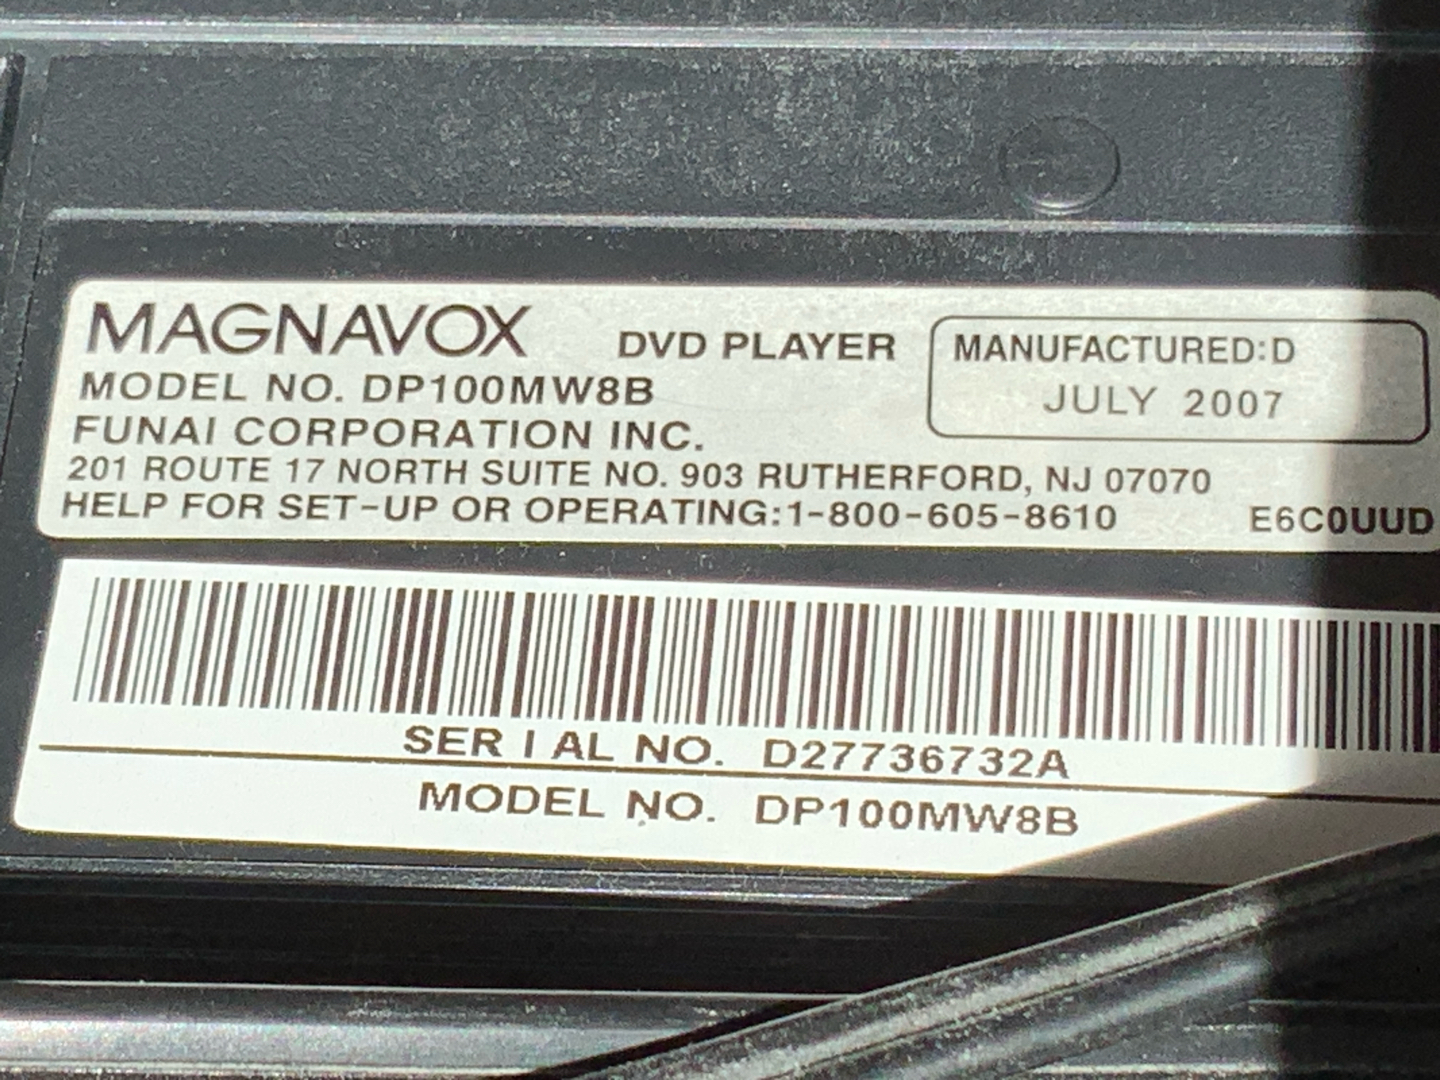 MAGNAVOX DVD PLAYER
MANUFACTURED:D
JULY 2007
MODEL NO. DP100MW8B
FUNAI CORPORATION INC.
201 ROUTE 17 NORTH SUITE NO. 903 RUTHERFORD, NJ 07070
HELP FOR SET-UP OR OPERATING:1-800-605-8610 E6C0UUD
SERIAL NO. D27736732A
MODEL NO. DP100MW8B